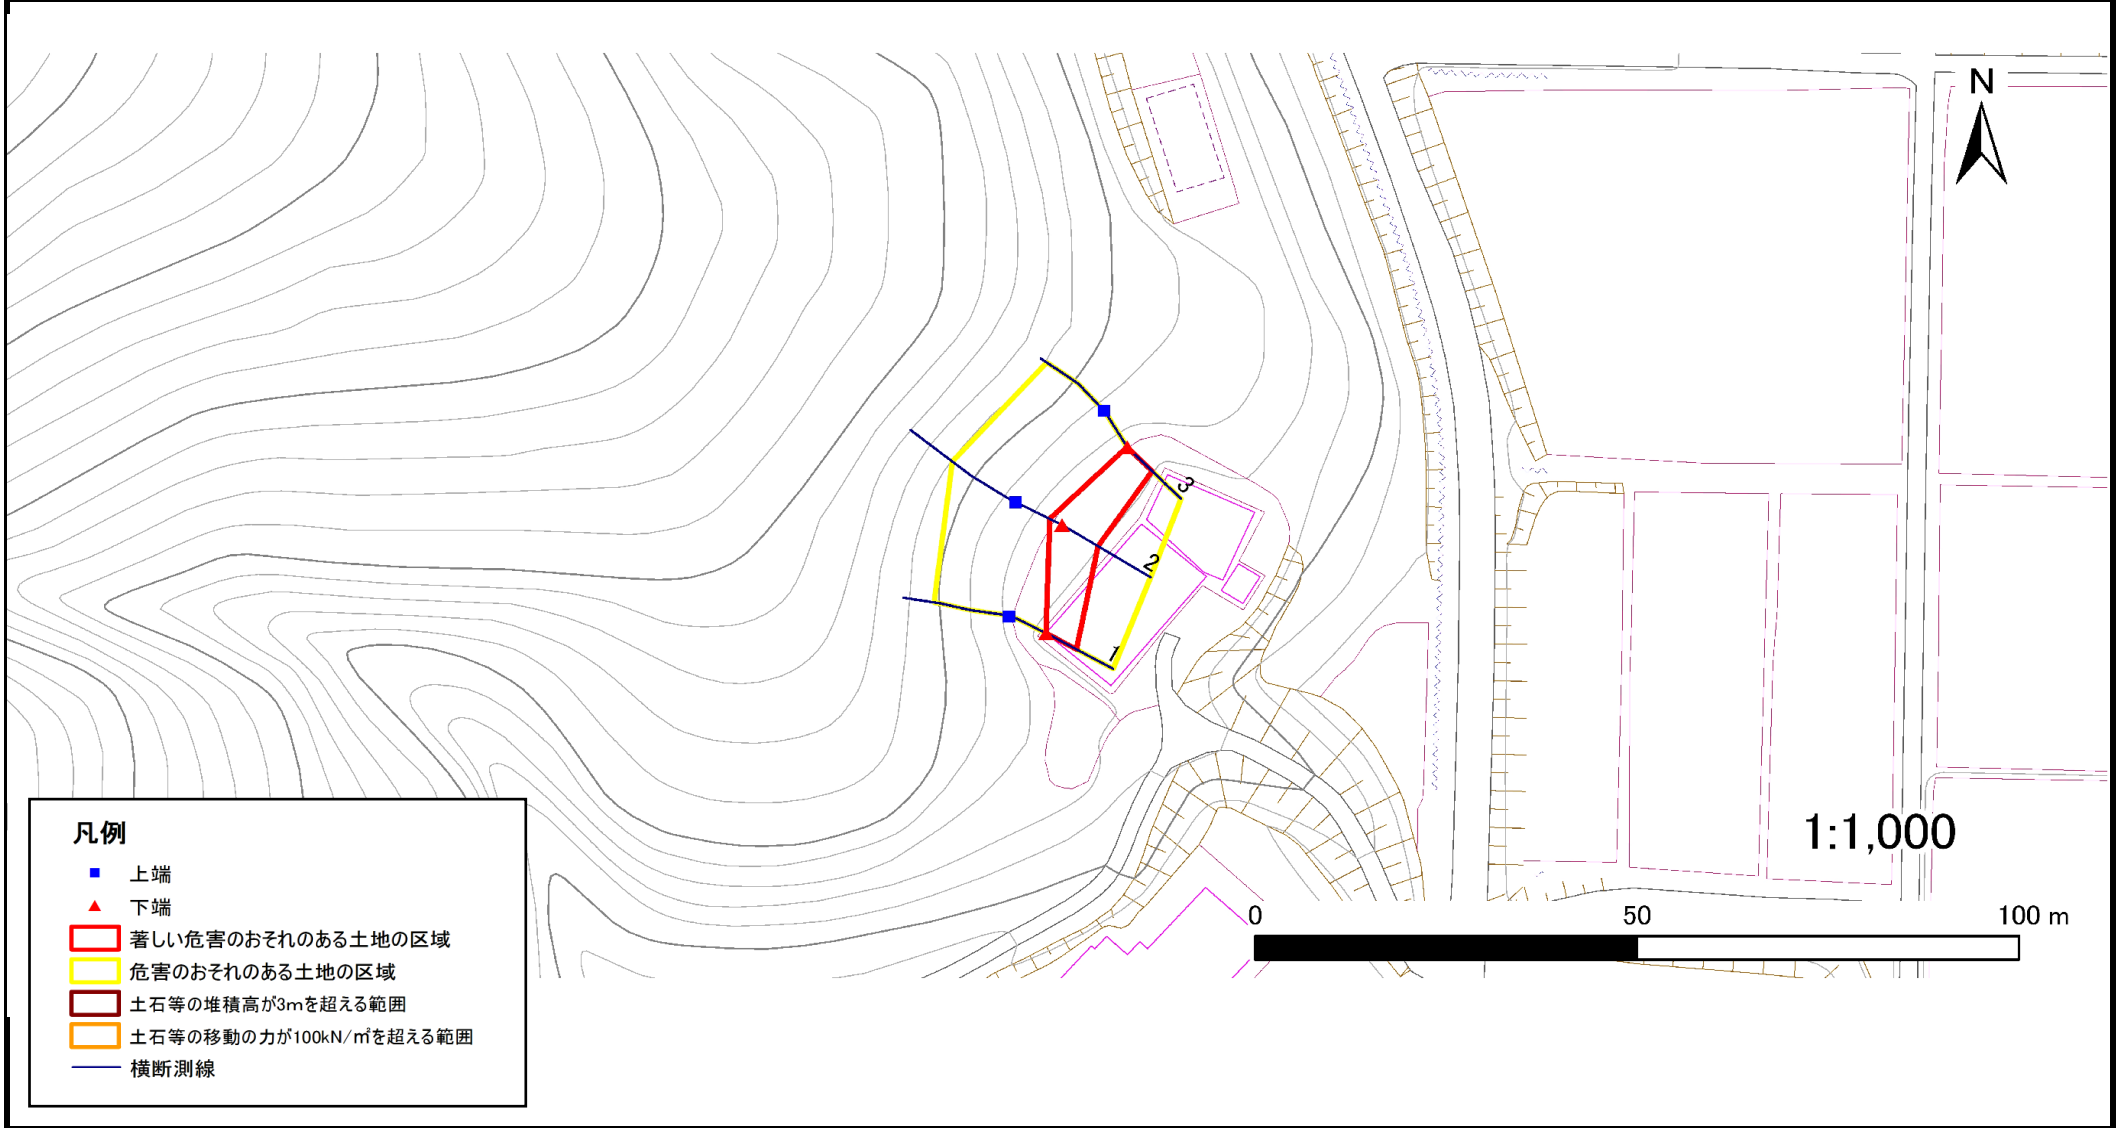 N
3
2
1
1:1,000
0 50 100 m
凡例
上端
下端
著しい危害のおそれのある土地の区域
危害のおそれのある土地の区域
土石等の堆積高が3mを超える範囲
土石等の移動の力が100kN/㎡を超える範囲
横断測線